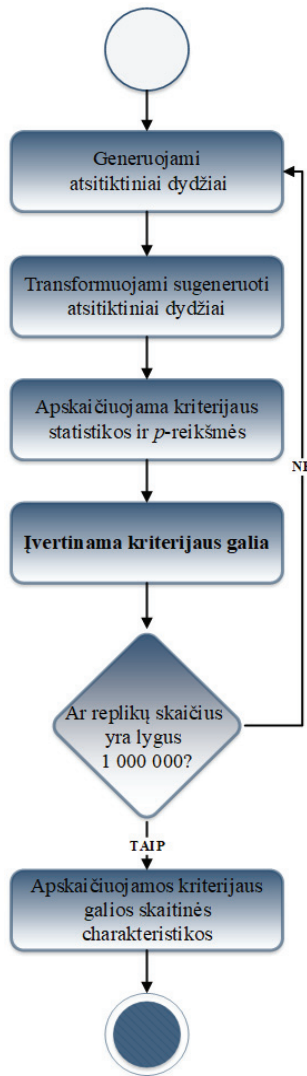 Generuojami
atsitiktiniai dydžiai
Transformuojami sugeneruoti
atsitiktiniai dydžiai
Apskaičiuojama kriterijaus
statistikos ir p-reikšmės
Įvertinama kriterijaus galia
NE
Ar replikų skaičius
yra lygus
1 000 000?
TAIP
Apskaičiuojamos kriterijaus
galios skaitinės
charakteristikos